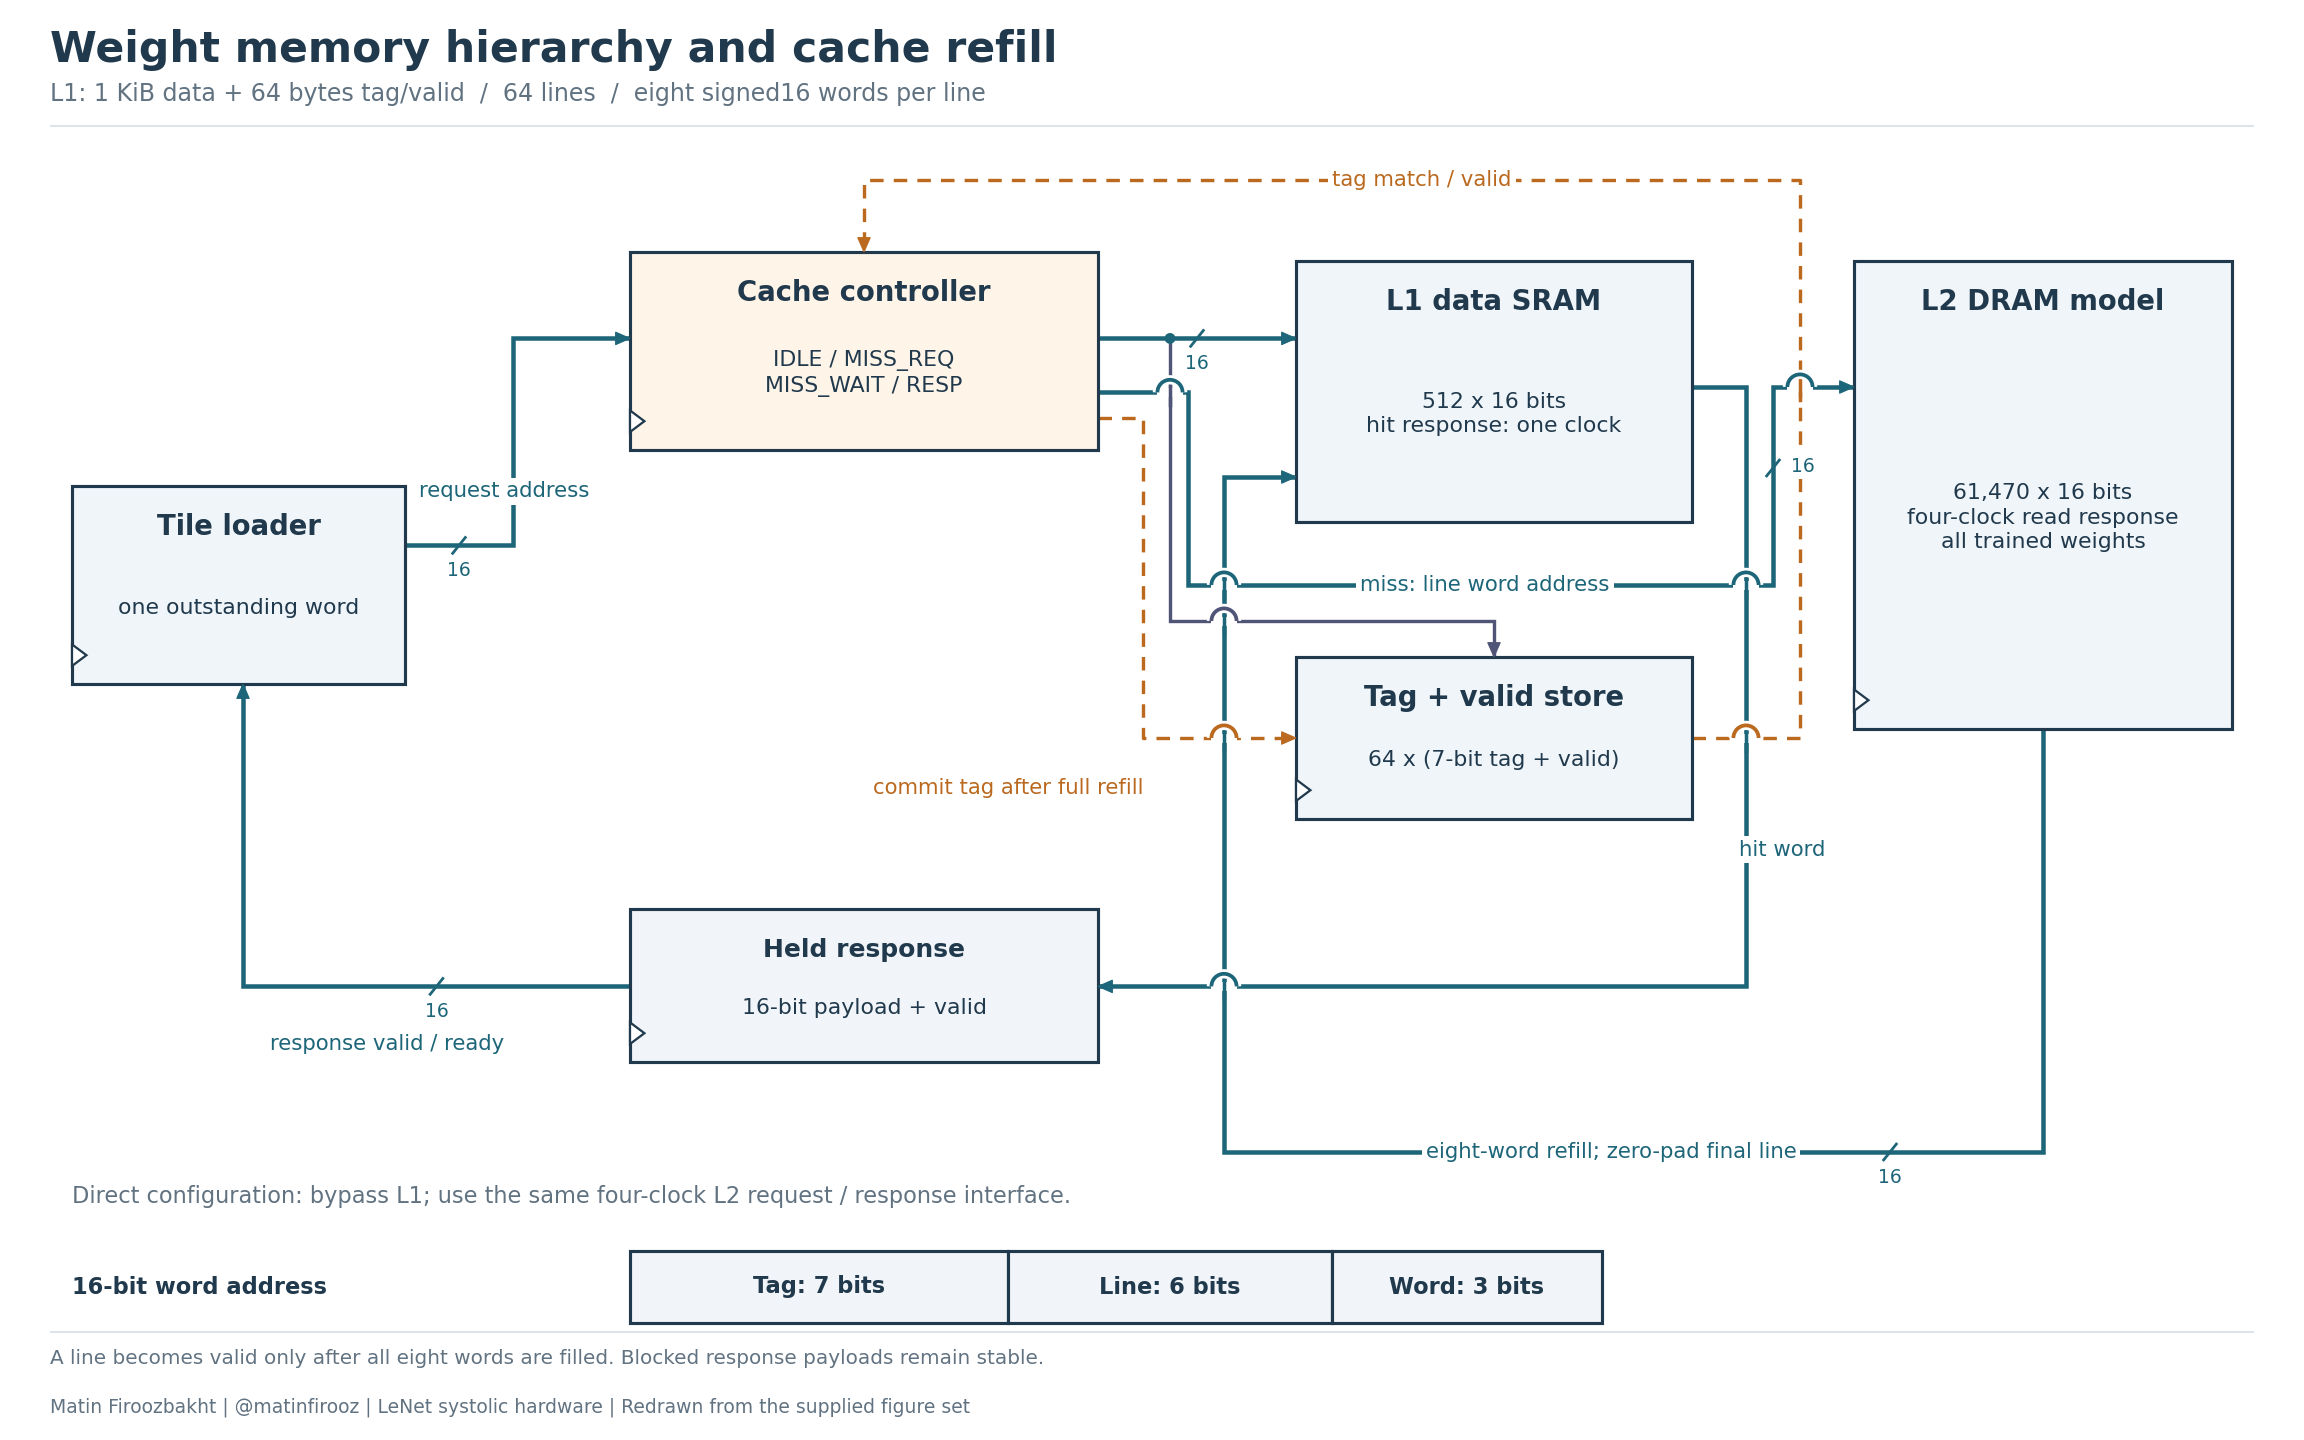 Weight memory hierarchy and cache refill
L1: 1 KiB data + 64 bytes tag/valid / 64 lines / eight signed16 words per line
tag match / valid
Cache controller
IDLE / MISS_REQ
MISS_WAIT / RESP
16
L1 data SRAM
512 x 16 bits
hit response: one clock
L2 DRAM model
61,470 x 16 bits
four-clock read response
all trained weights
16
request address
Tile loader
one outstanding word
16
miss: line word address
Tag + valid store
64 x (7-bit tag + valid)
commit tag after full refill
hit word
Held response
16-bit payload + valid
16
response valid / ready
eight-word refill; zero-pad final line
16
Direct configuration: bypass L1; use the same four-clock L2 request / response interface.
16-bit word address
Tag: 7 bits
Line: 6 bits
Word: 3 bits
A line becomes valid only after all eight words are filled. Blocked response payloads remain stable.
Matin Firoozbakht | @matinfirooz | LeNet systolic hardware | Redrawn from the supplied figure set